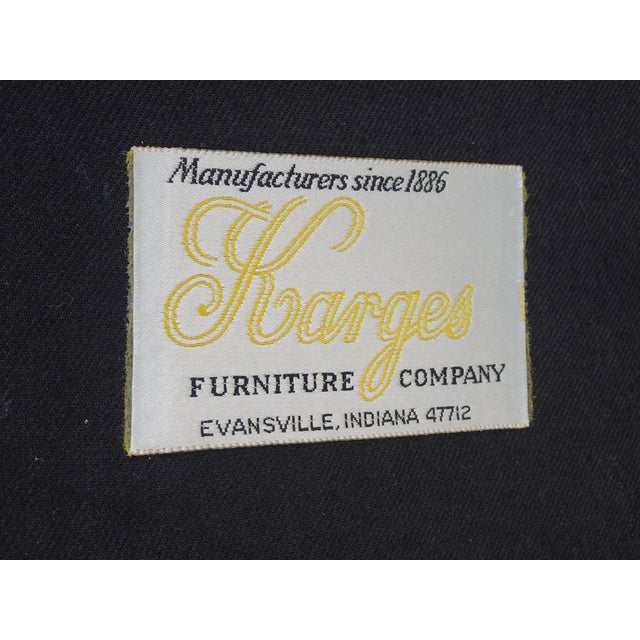 Manufacturers since 1886
Karges
FURNITURE COMPANY
EVANSVILLE, INDIANA 47712